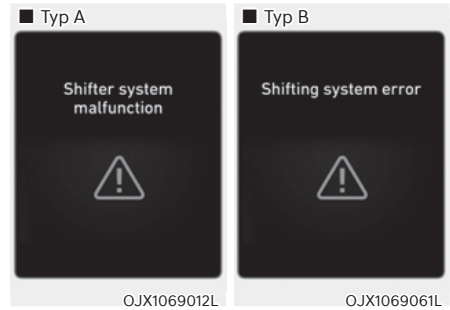 ■ Typ A
Shifter system
malfunction
OJX1069012L
■ Typ B
Shifting system error
OJX1069061L